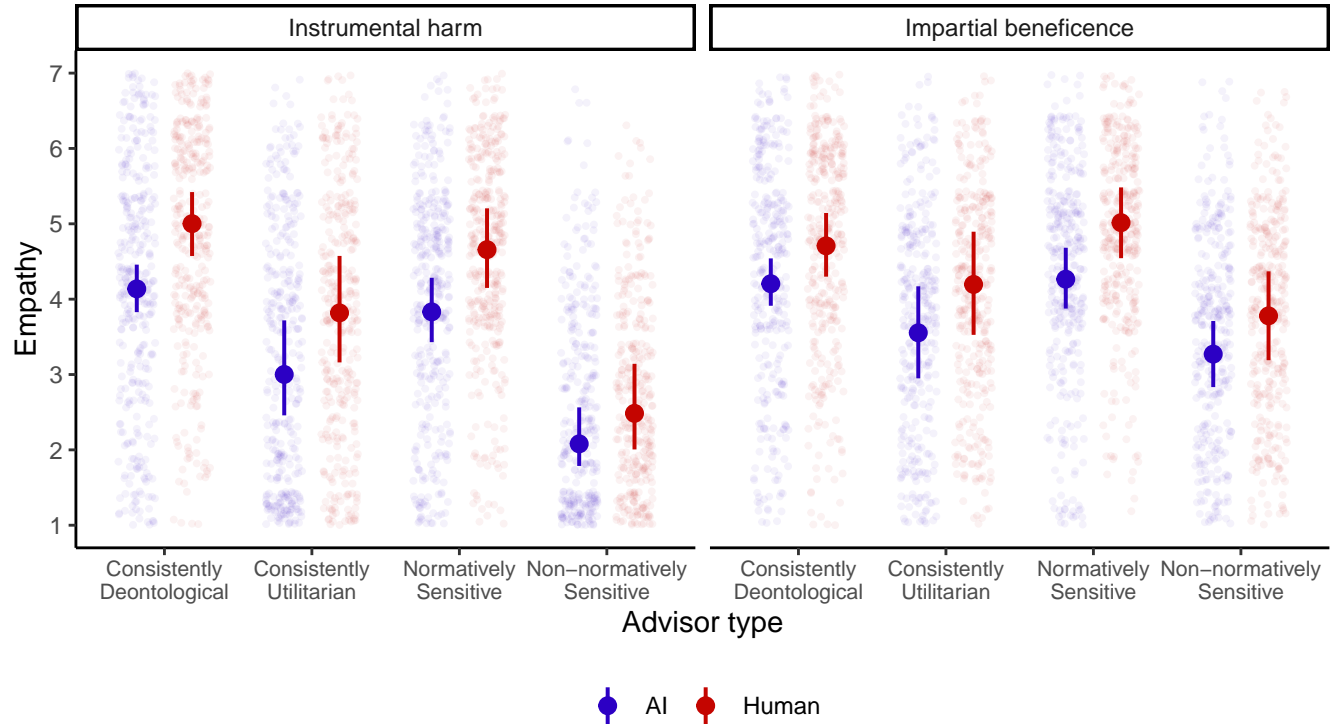 Instrumental harm
Impartial beneficence
Empathy
7
6
5
4
3
2
1
Consistently
Deontological
Consistently
Utilitarian
Normatively
Sensitive
Non−normatively
Sensitive
Consistently
Deontological
Consistently
Utilitarian
Normatively
Sensitive
Non−normatively
Sensitive
Advisor type
AI
Human